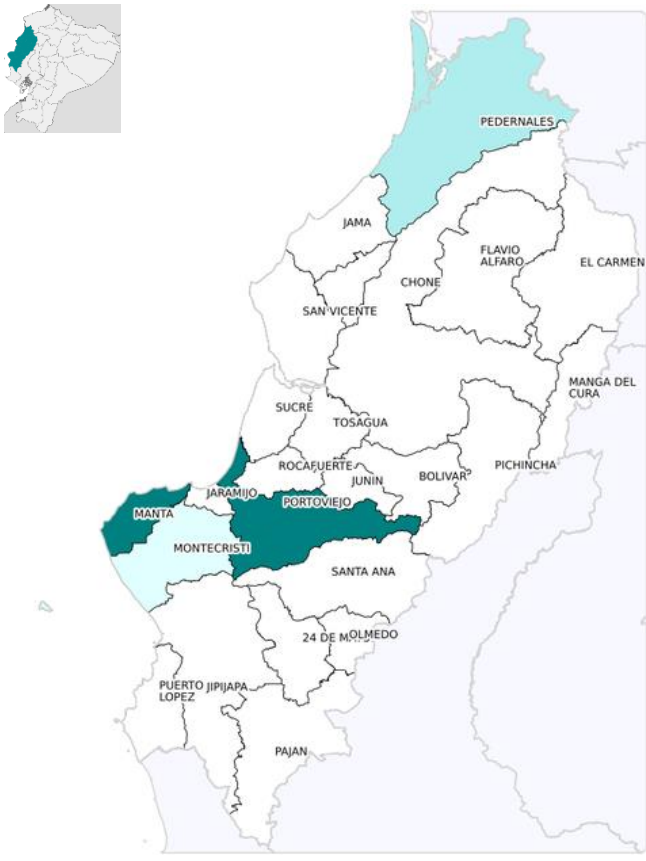 PEDERNALES
JAMA
FLAVIO
ALFARO
EL CARMEN
CHONE
SAN VICENTE
MANGA DEL
CURA
SUCRE
TOSAGUA
ROCAFUERTE
PICHINCHA
BOLIVAR
JUNIN
JARAMIJO
PORTOVIEJO
MANTA
MONTECRISTI
SANTA ANA
24 DE
OLMEDO
PUERTO
LOPEZ
JIPIJAPA
PAJAN